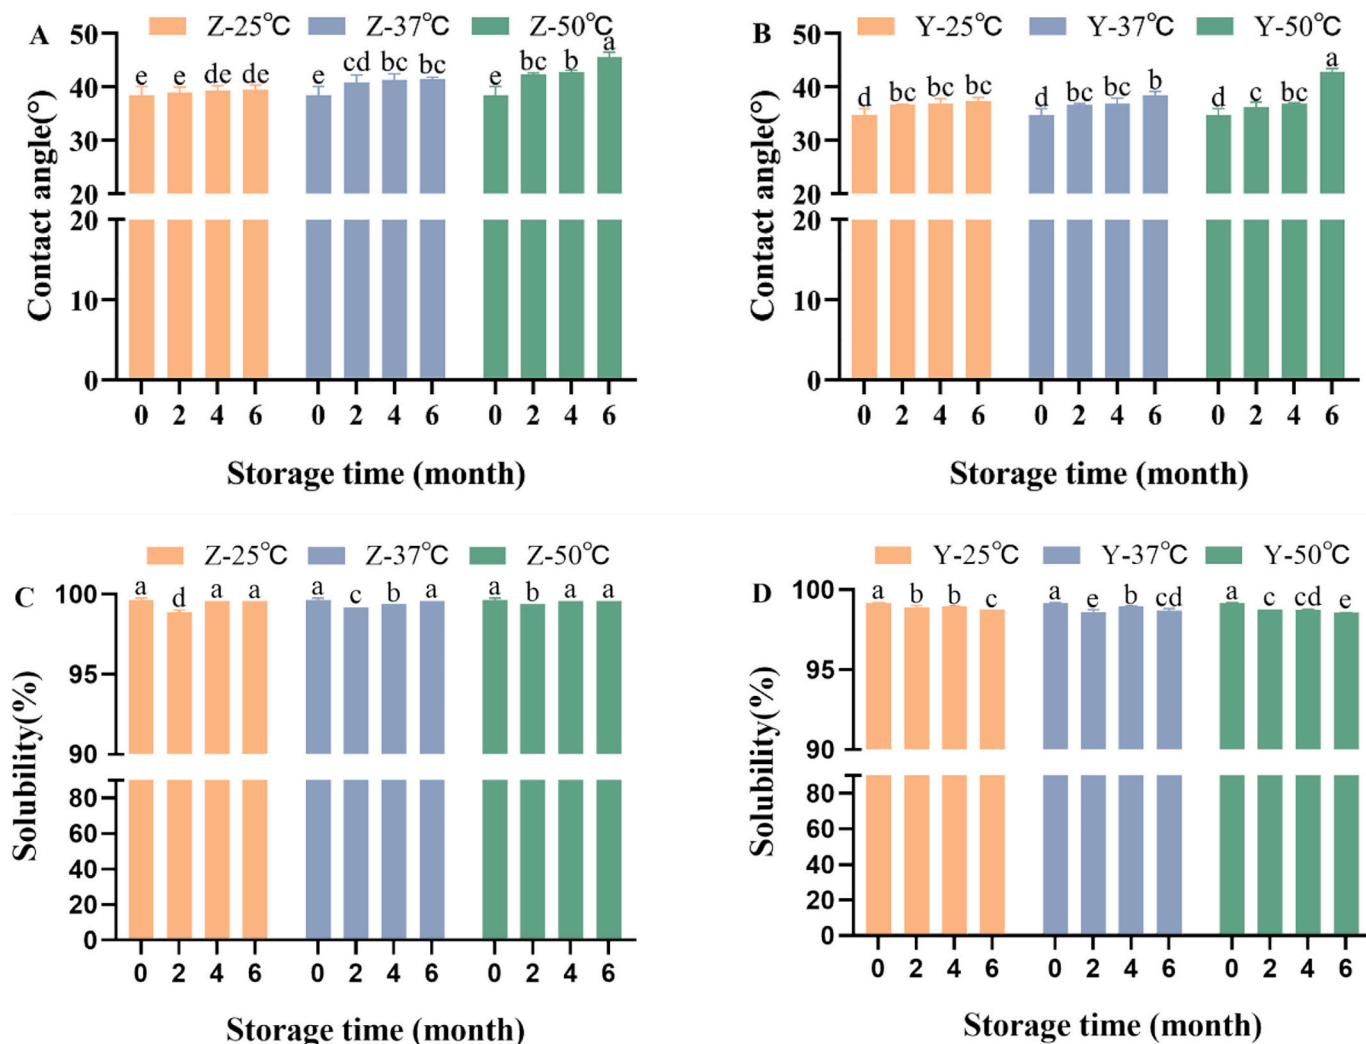 A
Z-25℃ Z-37℃ Z-50℃
Contact angle(°)
50
40
30
20
20
10
0
e e de de e cd bc bc e bc b a
0 2 4 6 0 2 4 6 0 2 4 6
Storage time (month)
B
Y-25℃ Y-37℃ Y-50℃
Contact angle(°)
50
40
30
20
20
10
0
d bc bc bc d bc bc b d c bc a
0 2 4 6 0 2 4 6 0 2 4 6
Storage time (month)
C
Z-25℃ Z-37℃ Z-50℃
Solubility(%)
100
95
90
80
60
40
20
0
a d a a a c b a a b a a
0 2 4 6 0 2 4 6 0 2 4 6
Storage time (month)
D
Y-25℃ Y-37℃ Y-50℃
Solubility(%)
100
95
90
80
60
40
20
0
a b b c a e b cd a c cd e
0 2 4 6 0 2 4 6 0 2 4 6
Storage time (month)